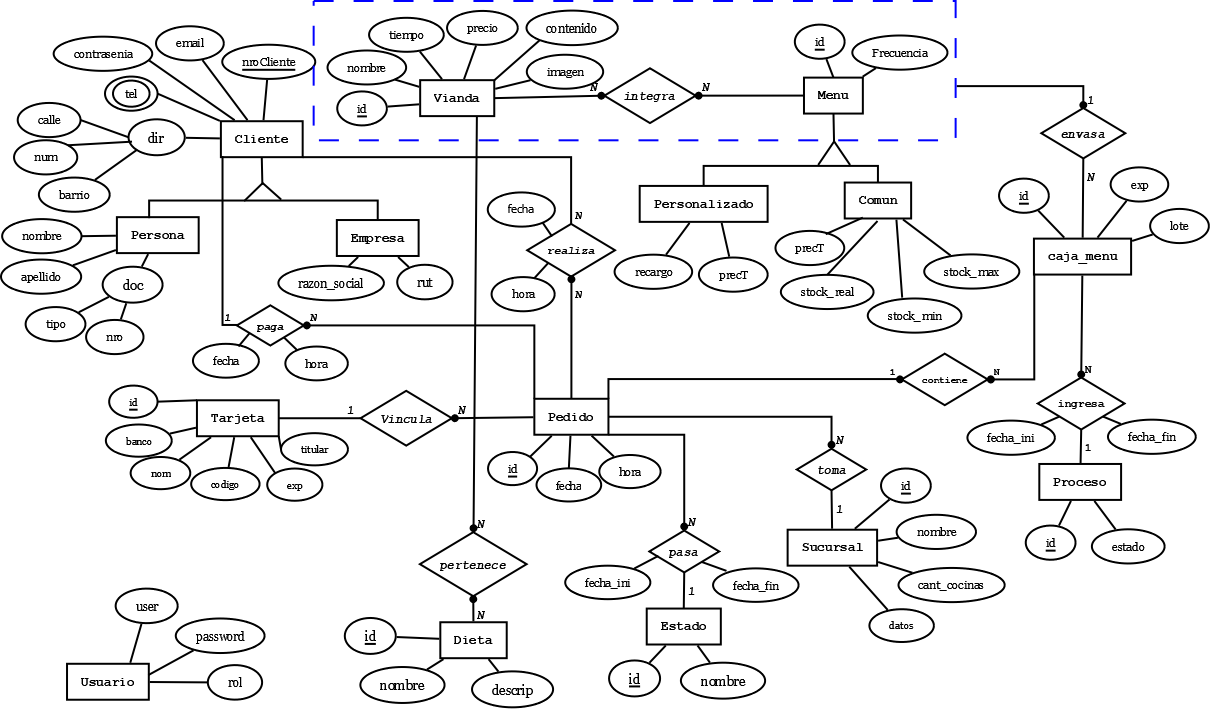 contrasenia
email
nroCliente
tel
calle
num
barrio
dir
Cliente
tiempo
precio
contenido
nombre
imagen
id
Vianda
N
integra
N
id
Frecuencia
Menu
1
envasa
N
Persona
nombre
apellido
doc
tipo
nro
Empresa
razon_social
rut
fecha
N
realiza
hora
N
Personalizado
recargo
precT
Comun
precT
stock_real
stock_min
stock_max
id
exp
lote
caja_menu
1
paga
N
fecha
hora
1
contiene
N
N
ingresa
fecha_ini
fecha_fin
1
Proceso
id
estado
id
Tarjeta
banco
nom
codigo
exp
titular
1
Vincula
N
Pedido
id
fecha
hora
N
toma
1
id
Sucursal
nombre
cant_cocinas
datos
N
pertenece
N
N
pasa
fecha_ini
fecha_fin
1
Estado
id
nombre
id
Dieta
nombre
descrip
user
password
Usuario
rol